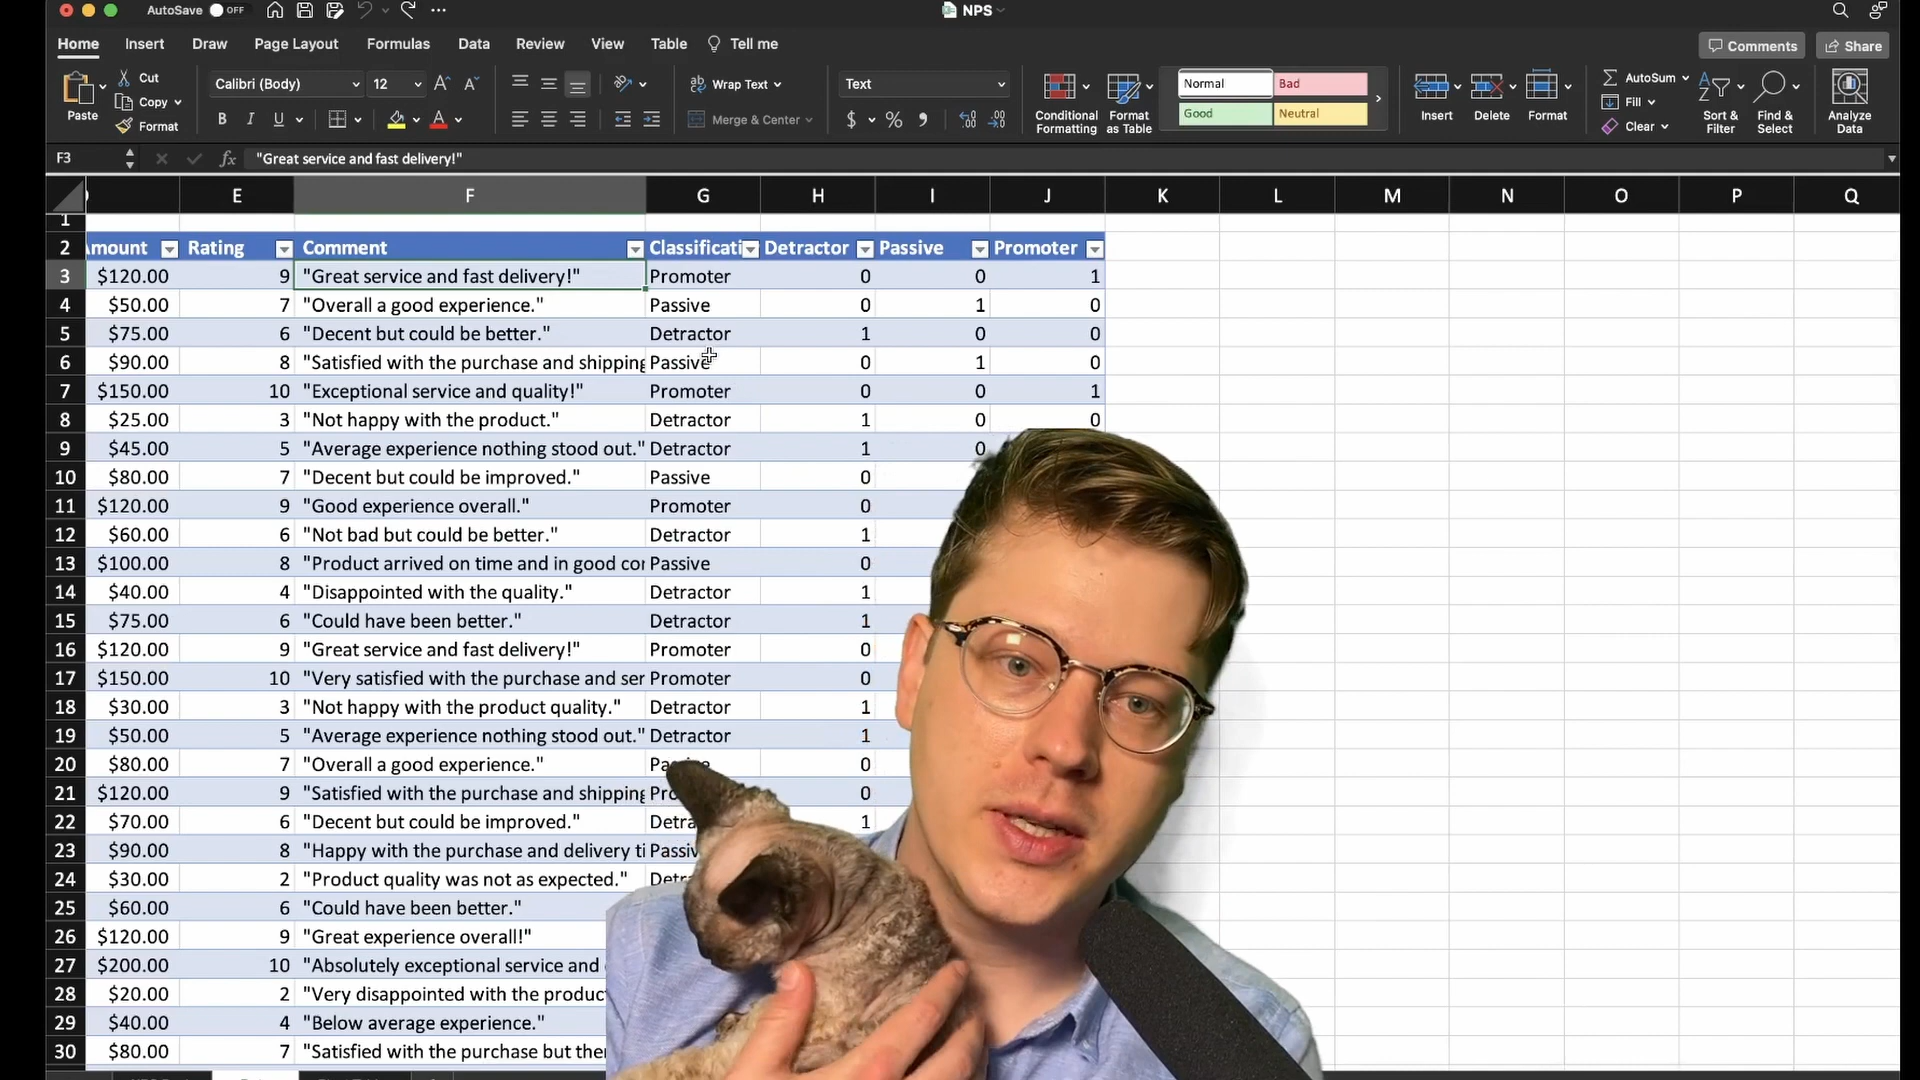 AutoSave OFF
NPS
Home Insert Draw Page Layout Formulas Data Review View Table Tell me Comments Share
Paste Cut Copy Format
Calibri (Body) 12
B I U
Wrap Text
Merge & Center
Text
$ %
Conditional Formatting
Format as Table
Normal Bad
Good Neutral
Insert Delete Format
AutoSum
Fill
Clear
Sort & Filter
Find & Select
Analyze Data
F3 fx "Great service and fast delivery!"
E F G H I J K L M N O P Q
1
2 Amount Rating Comment Classificati Detractor Passive Promoter
3 $120.00 9 "Great service and fast delivery!" Promoter 0 0 1
4 $50.00 7 "Overall a good experience." Passive 0 1 0
5 $75.00 6 "Decent but could be better." Detractor 1 0 0
6 $90.00 8 "Satisfied with the purchase and shipping Passive 0 1 0
7 $150.00 10 "Exceptional service and quality!" Promoter 0 0 1
8 $25.00 3 "Not happy with the product." Detractor 1 0 0
9 $45.00 5 "Average experience nothing stood out." Detractor 1 0
10 $80.00 7 "Decent but could be improved." Passive 0
11 $120.00 9 "Good experience overall." Promoter 0
12 $60.00 6 "Not bad but could be better." Detractor 1
13 $100.00 8 "Product arrived on time and in good cor Passive 0
14 $40.00 4 "Disappointed with the quality." Detractor 1
15 $75.00 6 "Could have been better." Detractor 1
16 $120.00 9 "Great service and fast delivery!" Promoter 0
17 $150.00 10 "Very satisfied with the purchase and ser Promoter 0
18 $30.00 3 "Not happy with the product quality." Detractor 1
19 $50.00 5 "Average experience nothing stood out." Detractor 1
20 $80.00 7 "Overall a good experience." 0
21 $120.00 9 "Satisfied with the purchase and shipping Pro 0
22 $70.00 6 "Decent but could be improved." Detra 1
23 $90.00 8 "Happy with the purchase and delivery ti Passiv
24 $30.00 2 "Product quality was not as expected." Detr
25 $60.00 6 "Could have been better."
26 $120.00 9 "Great experience overall!"
27 $200.00 10 "Absolutely exceptional service and
28 $20.00 2 "Very disappointed with the product
29 $40.00 4 "Below average experience."
30 $80.00 7 "Satisfied with the purchase but ther